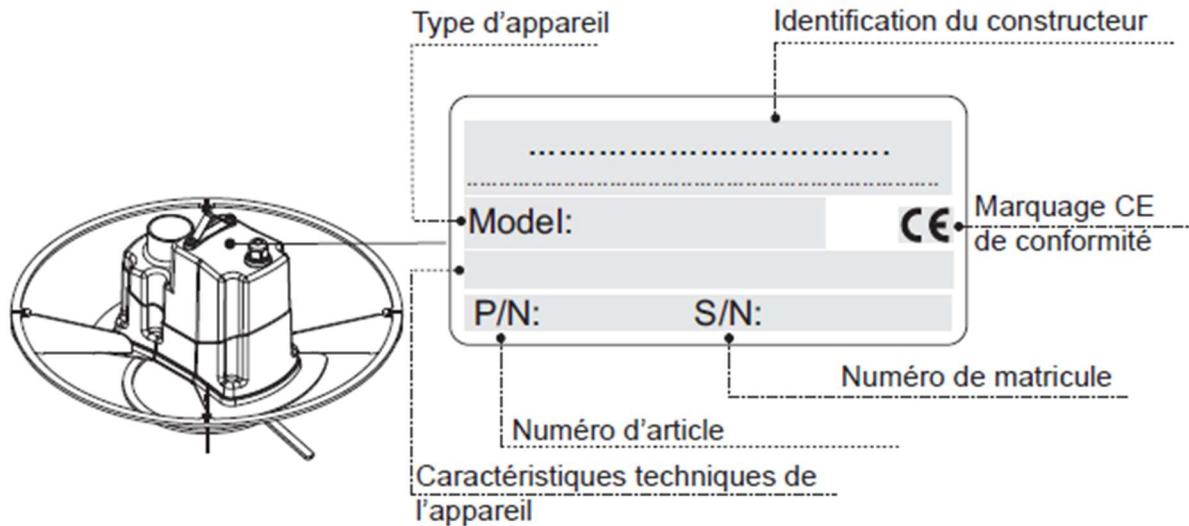 Type d’appareil
Identification du constructeur
Model:
CE
Marquage CE
de conformité
P/N:
S/N:
Numéro de matricule
Numéro d’article
Caractéristiques techniques de
l’appareil